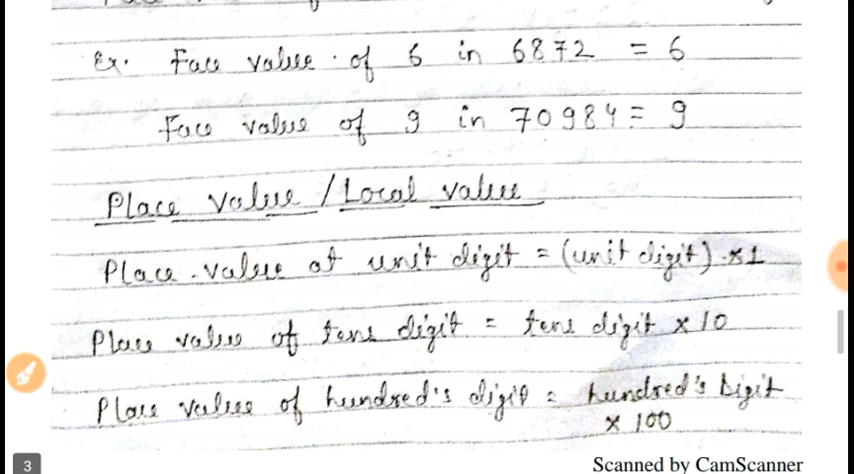 Ex. Face value of 6 in 6872 = 6
Face value of 9 in 70984 = 9
Place value / Local value
Place value of unit digit = (unit digit) × 1
Place value of tens digit = tens digit × 10
Place value of hundred's digit = hundred's digit
× 100
3
Scanned by CamScanner